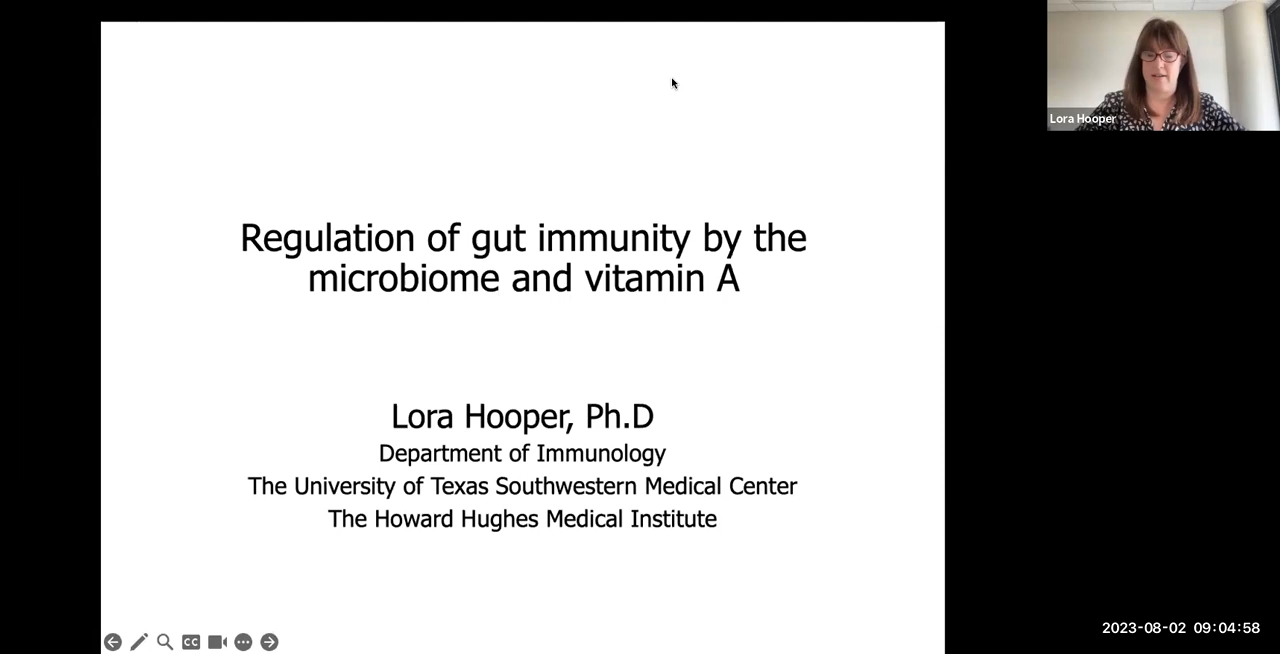 Regulation of gut immunity by the
microbiome and vitamin A
Lora Hooper, Ph.D
Department of Immunology
The University of Texas Southwestern Medical Center
The Howard Hughes Medical Institute
Lora Hooper
CC
2023-08-02 09:04:58